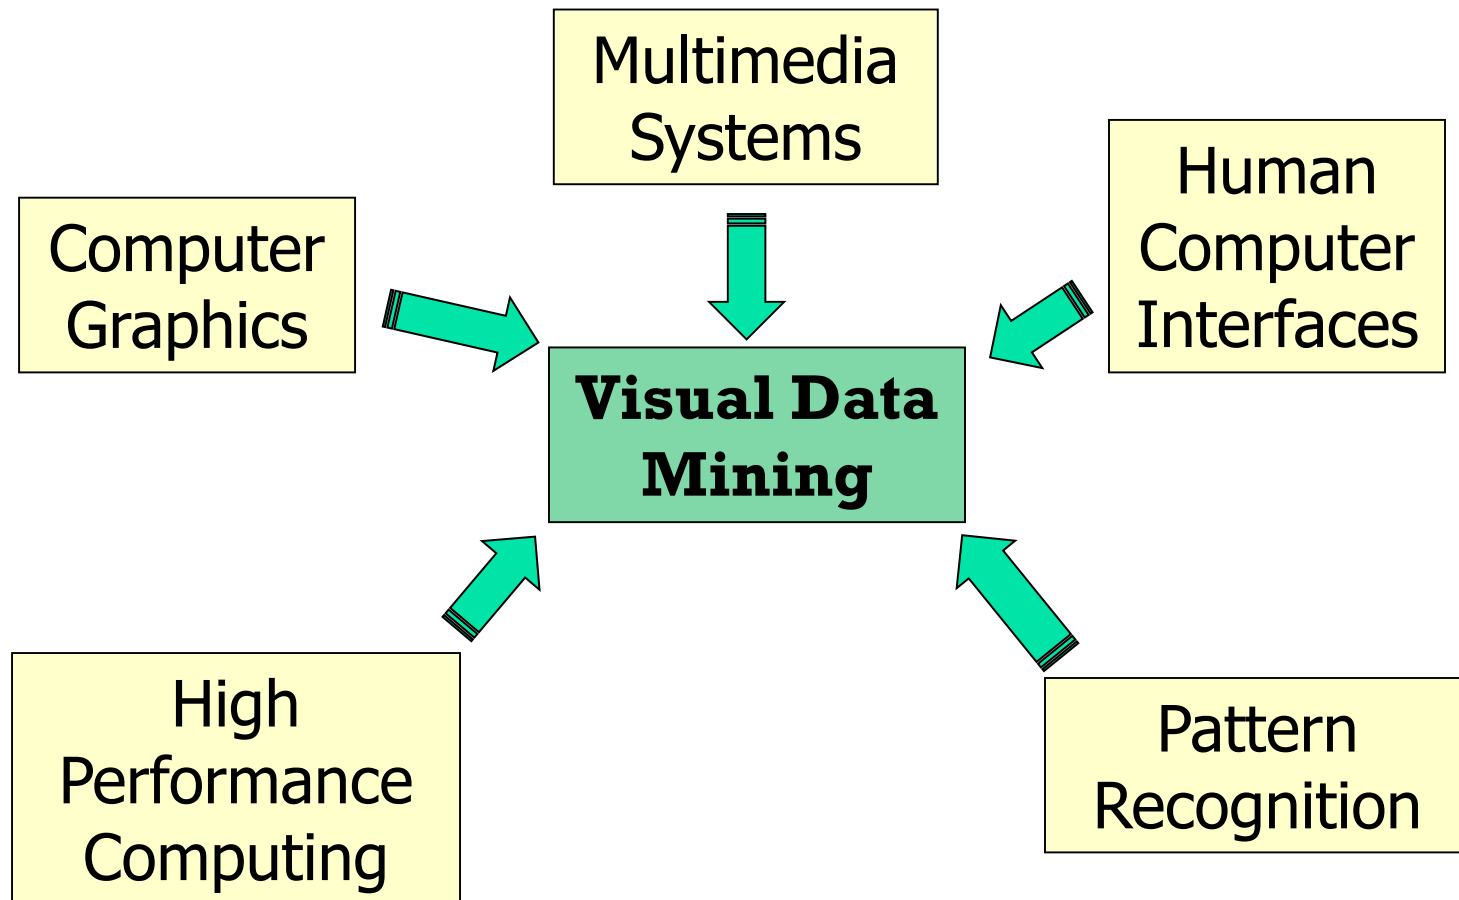 Multimedia
Systems
Human
Computer
Interfaces
Computer
Graphics
Visual Data
Mining
High
Performance
Computing
Pattern
Recognition